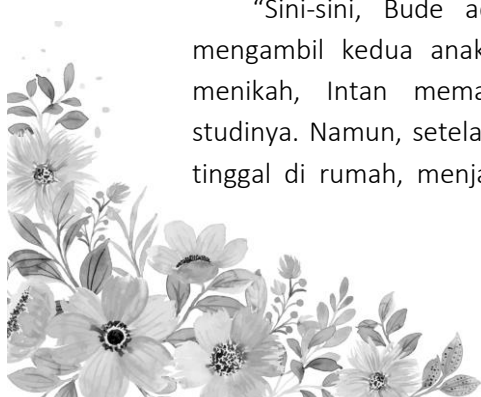 “Sini-sini, Bude
mengambil kedua anak
menikah, Intan
studinya. Namun,
tinggal di rumah,